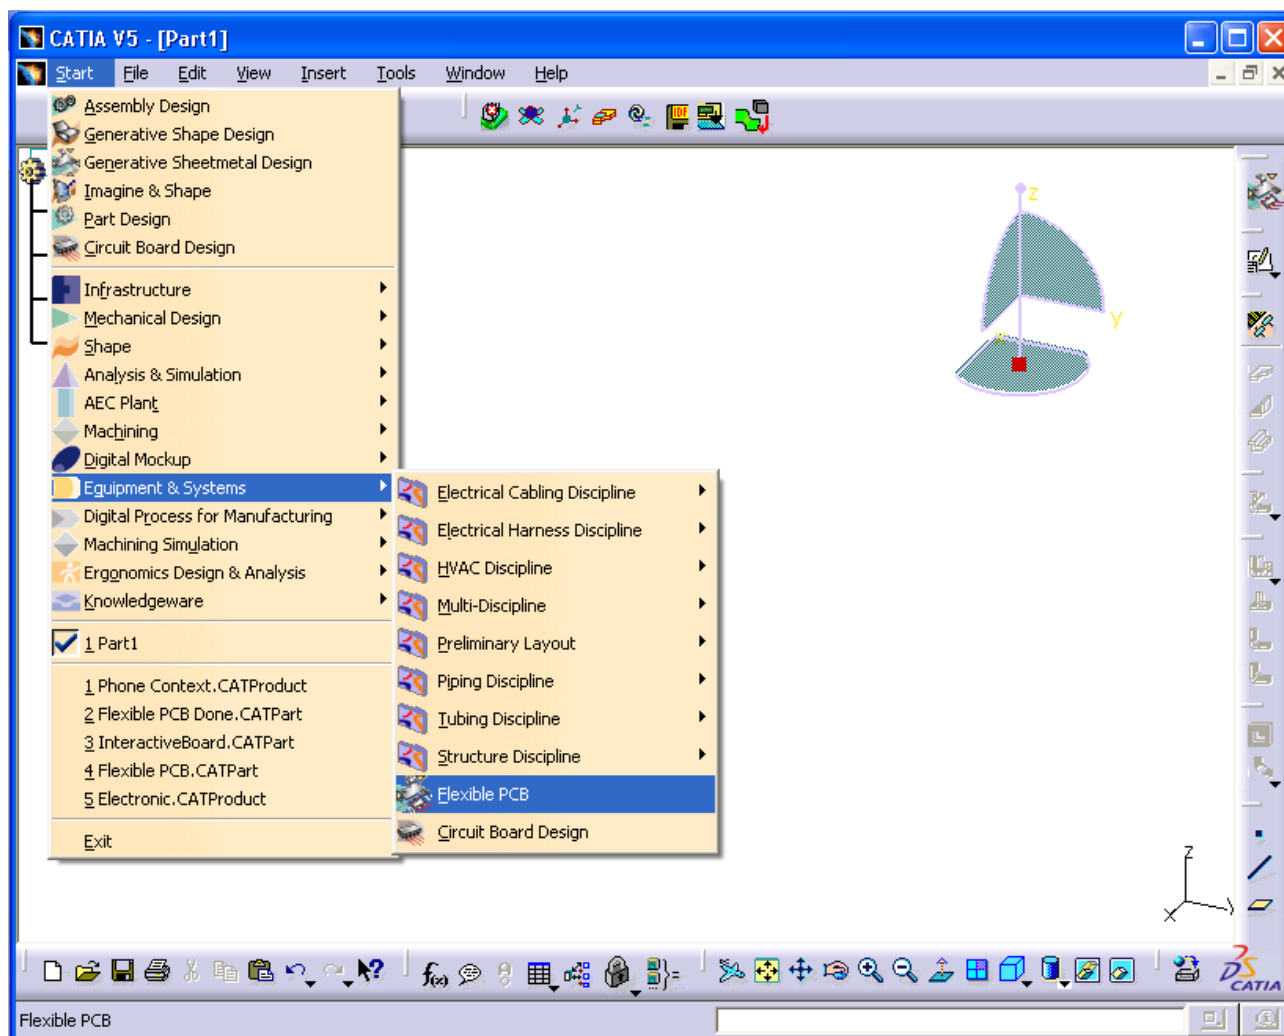 CATIA V5 - [Part1]
Start File Edit View Insert Tools Window Help
Assembly Design
Generative Shape Design
Generative Sheetmetal Design
Imagine & Shape
Part Design
Circuit Board Design
Infrastructure
Mechanical Design
Shape
Analysis & Simulation
AEC Plant
Machining
Digital Mockup
Equipment & Systems
Digital Process for Manufacturing
Machining Simulation
Ergonomics Design & Analysis
Knowledgeware
1 Part1
1 Phone Context.CATProduct
2 Flexible PCB Done.CATPart
3 InteractiveBoard.CATPart
4 Flexible PCB.CATPart
5 Electronic.CATProduct
Exit
Electrical Cabling Discipline
Electrical Harness Discipline
HVAC Discipline
Multi-Discipline
Preliminary Layout
Piping Discipline
Tubing Discipline
Structure Discipline
Flexible PCB
Circuit Board Design
IDF
z
y
x
z
x
f(x)
DS
CATIA
Flexible PCB